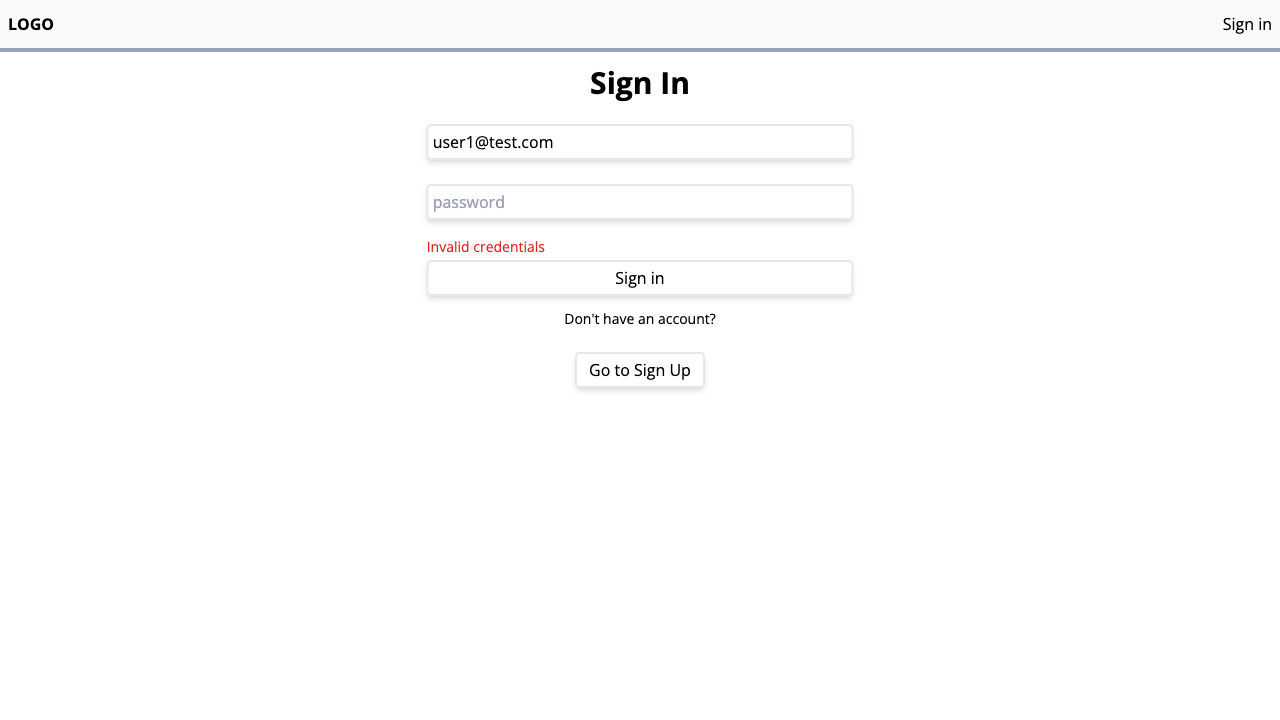 LOGO
Sign in
Sign In
user1@test.com
password
Invalid credentials
Sign in
Don't have an account?
Go to Sign Up